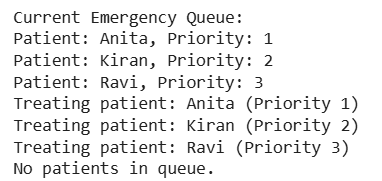 Current Emergency Queue:
Patient: Anita, Priority: 1
Patient: Kiran, Priority: 2
Patient: Ravi, Priority: 3
Treating patient: Anita (Priority 1)
Treating patient: Kiran (Priority 2)
Treating patient: Ravi (Priority 3)
No patients in queue.